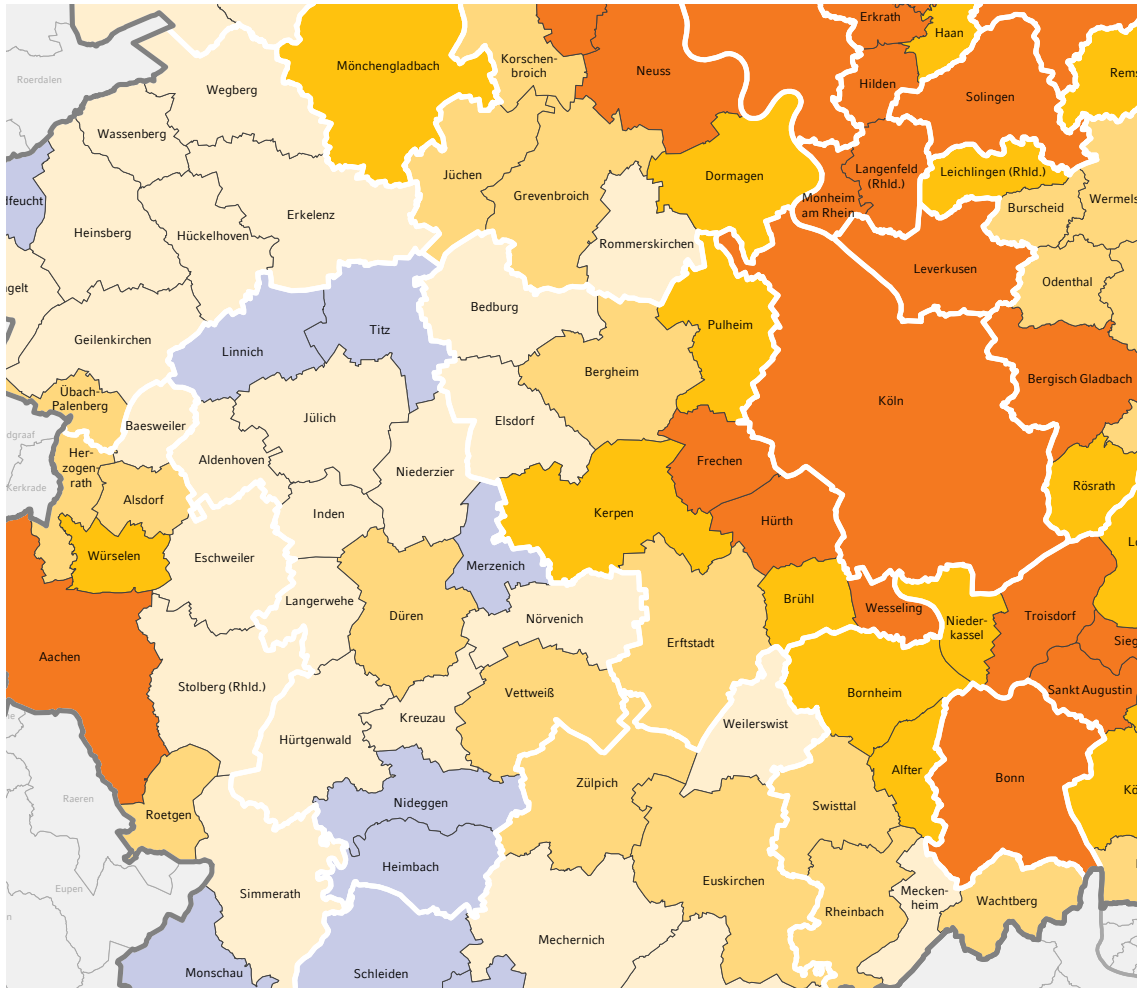 Erkrath
Haan
Roerdalen
Mönchengladbach
Korschen-
broich
Neuss
Hilden
Rems
Wegberg
Solingen
Wassenberg
Jüchen
Dormagen
Langenfeld
(Rhld.)
Leichlingen (Rhld.)
lfeucht
Heinsberg
Hückelhoven
Erkelenz
Grevenbroich
Monheim
am Rhein
Burscheid
Wermels
Rommerskirchen
Leverkusen
Odenthal
gelt
Geilenkirchen
Linnich
Titz
Bedburg
Pulheim
Bergheim
Köln
Bergisch Gladbach
Übach-
Palenberg
Baesweiler
Jülich
Elsdorf
dgraaf
Her-
zogen-
rath
Aldenhoven
Niederzier
Frechen
Kerkrade
Alsdorf
Rösrath
Inden
Kerpen
Hürth
Würselen
Eschweiler
Merzenich
Lo
Langerwehe
Düren
Nörvenich
Brühl
Wesseling
Nieder-
kassel
Troisdorf
Aachen
Erftstadt
Sieg
Stolberg (Rhld.)
Vettweiß
Bornheim
Sankt Augustin
Kreuzau
Weilerswist
Hürtgenwald
Alfter
Bonn
Raeren
Zülpich
Nideggen
Kö
Roetgen
Swisttal
Heimbach
Eupen
Simmerath
Euskirchen
Mecken-
heim
Wachtberg
Rheinbach
Mechernich
Monschau
Schleiden